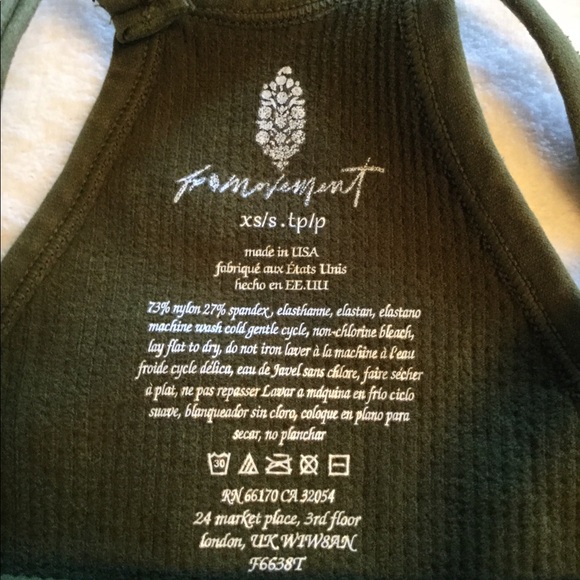 fp movement
xs/s.tp/p
made in USA
fabriqué aux États Unis
hecho en EE.UU
73% nylon 27% spandex, elasthanne, elastan, elastano
machine wash cold gentle cycle, non-chlorine bleach,
lay flat to dry, do not iron laver à la machine à l'eau
froide cycle délica, eau de Javel sans chlore, faire sécher
à plat, ne pas repasser Lavar a máquina en frío ciclo
suave, blanqueador sin cloro, coloque en plano para
secar, no planchar
30
RN 66170 CA 32054
24 market place, 3rd floor
london, UK W1W8AN
F6638T